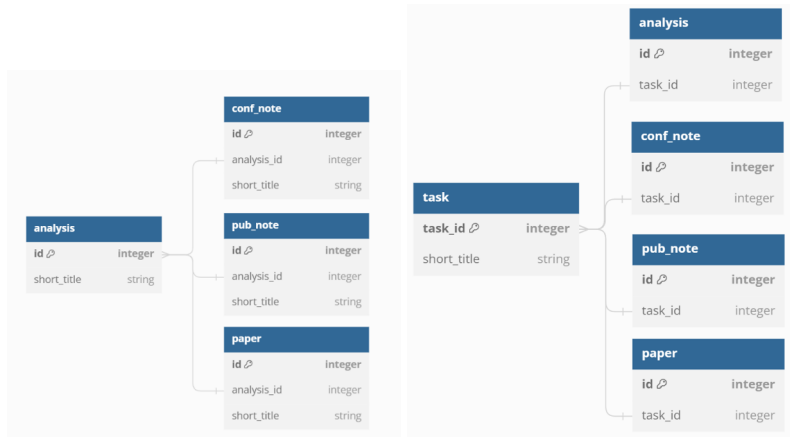 analysis
id integer
short_title string
conf_note
id integer
analysis_id integer
short_title string
pub_note
id integer
analysis_id integer
short_title string
paper
id integer
analysis_id integer
short_title string
task
task_id integer
short_title string
analysis
id integer
task_id integer
conf_note
id integer
task_id integer
pub_note
id integer
task_id integer
paper
id integer
task_id integer